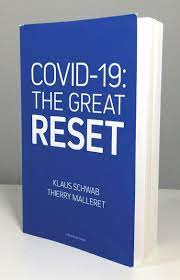 COVID-19:
THE GREAT
RESET
KLAUS SCHWAB
THIERRY MALLERET